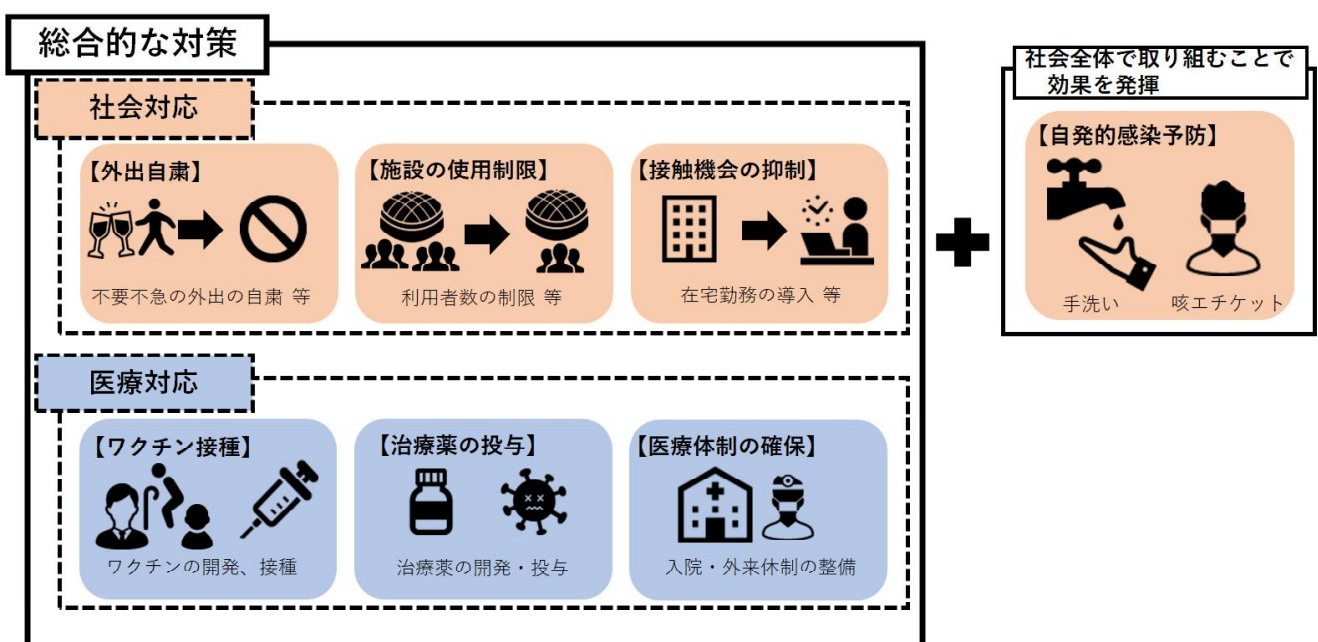 総合的な対策
社会対応
【外出自粛】
不要不急の外出の自粛 等
【施設の使用制限】
利用者数の制限 等
【接触機会の抑制】
在宅勤務の導入 等
医療対応
【ワクチン接種】
ワクチンの開発、接種
【治療薬の投与】
治療薬の開発・投与
【医療体制の確保】
入院・外来体制の整備
社会全体で取り組むことで
効果を発揮
【自発的感染予防】
手洗い
咳エチケット